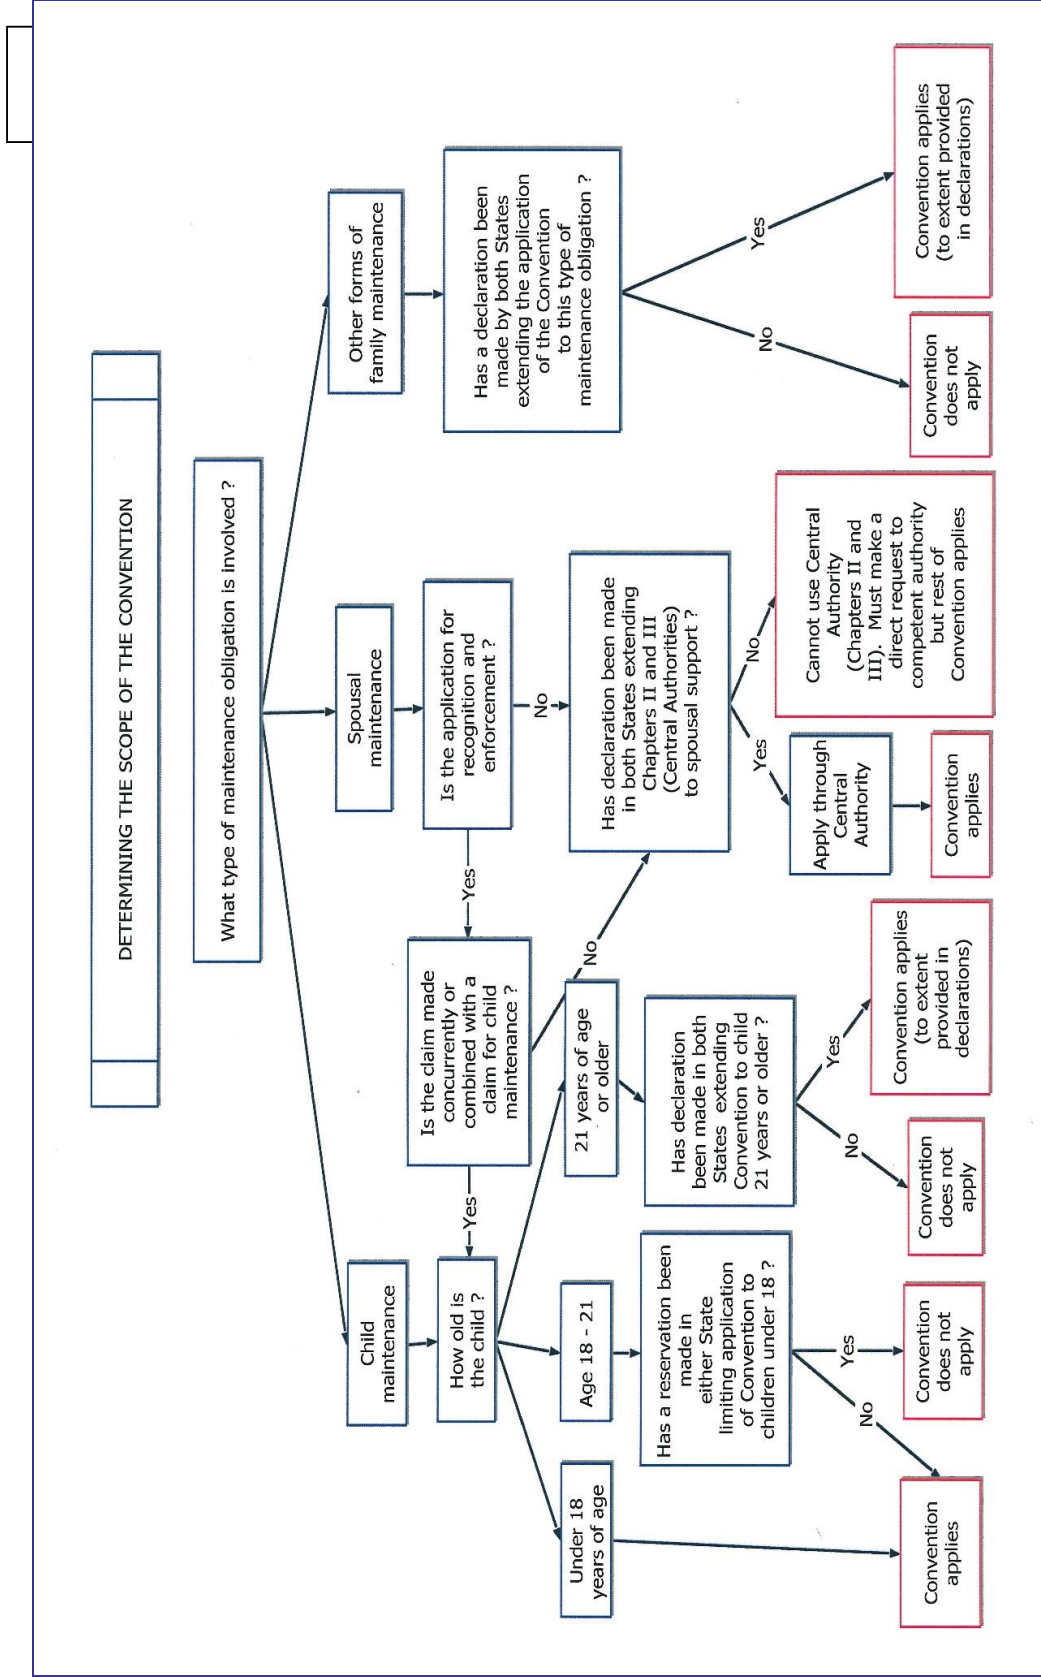 DETERMINING THE SCOPE OF THE CONVENTION
What type of maintenance obligation is involved ?
Child
maintenance
Spousal
maintenance
Other forms of
family maintenance
How old is
the child ?
Yes
Is the claim made
concurrently or
combined with a
claim for child
maintenance ?
Yes
Is the application for
recognition and
enforcement ?
Has a declaration been
made by both States
extending the application
of the Convention
to this type of
maintenance obligation ?
No
No
Under 18
years of age
Age 18 - 21
21 years of age
or older
Has declaration been made
in both States extending
Chapters II and III
(Central Authorities)
to spousal support ?
Has a reservation been
made in
either State
limiting application
of Convention to
children under 18 ?
Has declaration
been made in both
States extending
Convention to child
21 years or older ?
Yes
No
No
Yes
No
Yes
No
Yes
Apply through
Central
Authority
Cannot use Central
Authority
(Chapters II and
III). Must make a
direct request to
competent authority
but rest of
Convention applies
Convention
applies
Convention
does not
apply
Convention
does not
apply
Convention applies
(to extent
provided in
declarations)
Convention
applies
Convention
does not
apply
Convention applies
(to extent provided
in declarations)